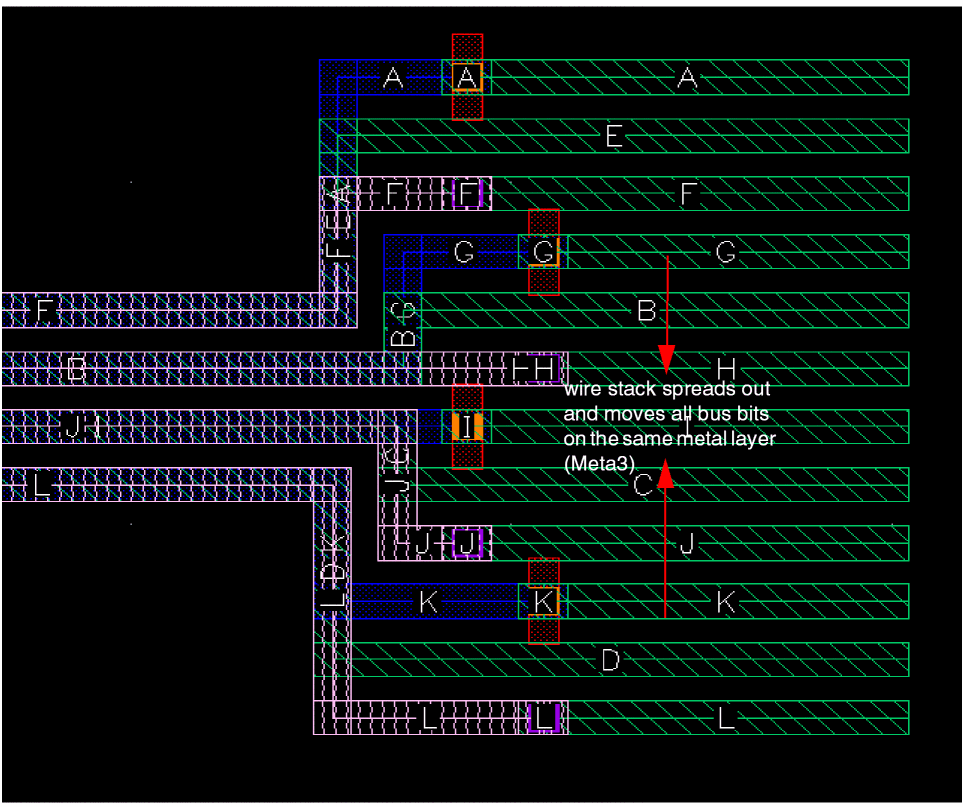 A A A
E
F F F
A
E
F
G G G
F B
G
B
B H H
wire stack spreads out
and moves all bus bits
on the same metal layer
(Meta3)
I I
L C
J
J J J
K K K
K
D
L
D
L L L